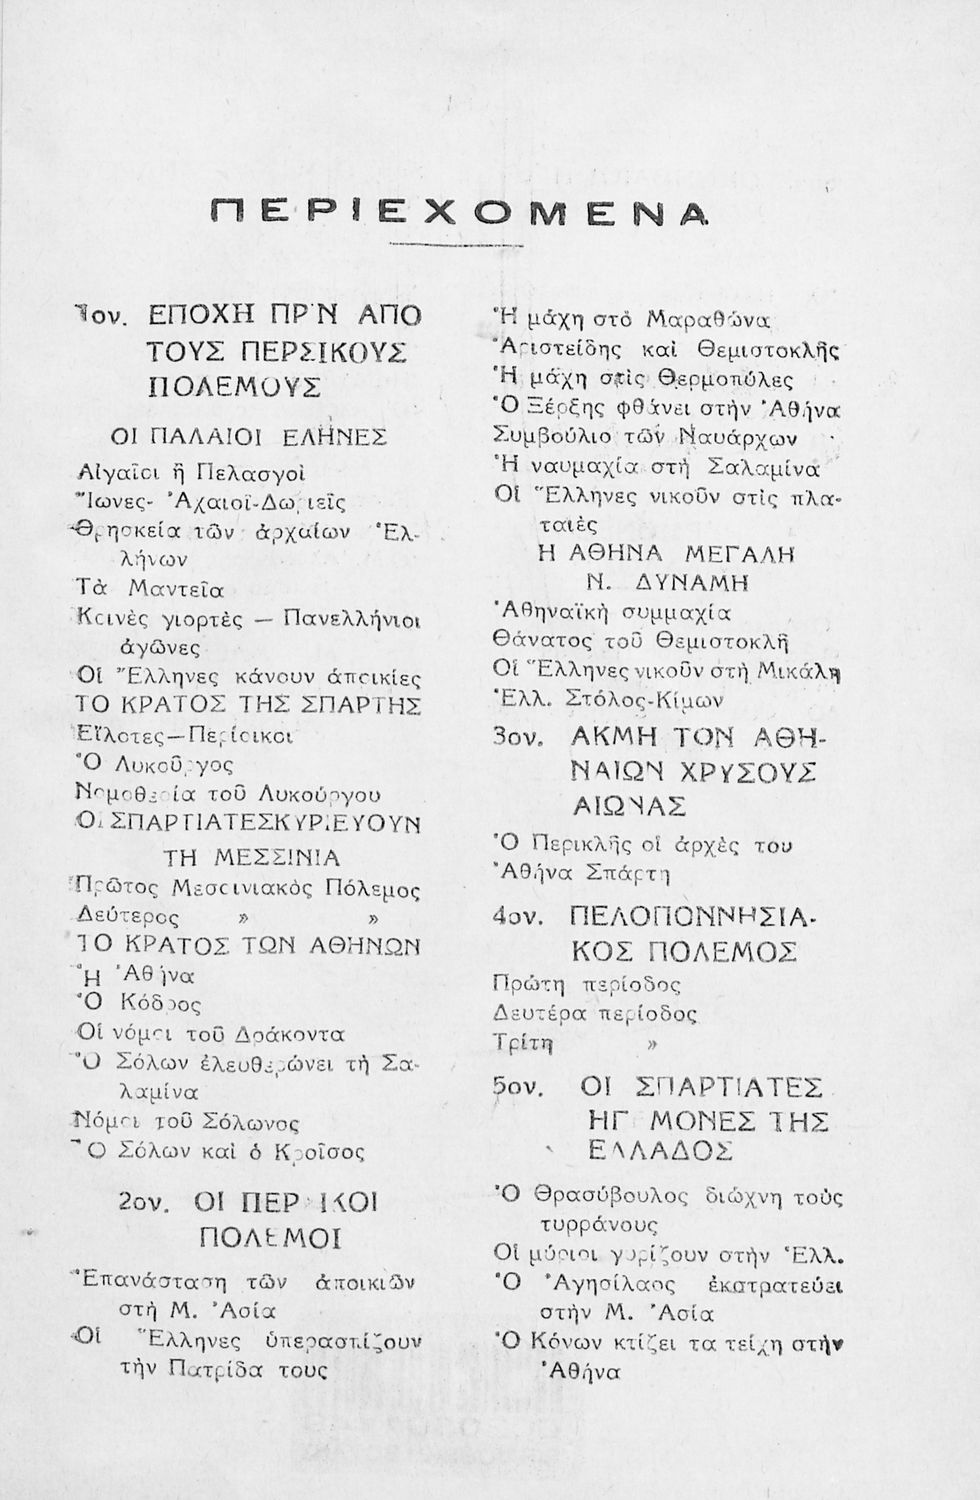 ΠΕΡΙΕΧΟΜΕΝΑ
1ον. ΕΠΟΧΗ ΠΡΙΝ ΑΠΟ
ΤΟΥΣ ΠΕΡΣΙΚΟΥΣ
ΠΟΛΕΜΟΥΣ
ΟΙ ΠΑΛΑΙΟΙ ΕΛΗΝΕΣ
Αἰγαῖοι ἢ Πελασγοὶ
Ἴωνες- Ἀχαιοὶ-Δωριεῖς
Θρησκεία τῶν ἀρχαίων Ἑλ-
λήνων
Τὰ Μαντεῖα
Κοινὲς γιορτὲς — Πανελλήνιοι
ἀγῶνες
Οἱ Ἕλληνες κάνουν ἀποικίες
ΤΟ ΚΡΑΤΟΣ ΤΗΣ ΣΠΑΡΤΗΣ
Εἵλοτες—Περίοικοι
Ὁ Λυκοῦργος
Νομοθεσία τοῦ Λυκούργου
ΟΙ ΣΠΑΡΤΙΑΤΕΣ ΚΥΡΙΕΥΟΥΝ
ΤΗ ΜΕΣΣΙΝΙΑ
Πρῶτος Μεσσινιακὸς Πόλεμος
Δεύτερος » »
ΤΟ ΚΡΑΤΟΣ ΤΩΝ ΑΘΗΝΩΝ
Ἡ Ἀθήνα
Ὁ Κόδρος
Οἱ νόμοι τοῦ Δράκοντα
Ὁ Σόλων ἐλευθερώνει τὴ Σα-
λαμίνα
Νόμοι τοῦ Σόλωνος
Ὁ Σόλων καὶ ὁ Κροῖσος
2ον. ΟΙ ΠΕΡΣΙΚΟΙ
ΠΟΛΕΜΟΙ
Ἐπανάσταση τῶν ἀποικιῶν
στὴ Μ. Ἀσία
Οἱ Ἕλληνες ὑπερασπίζουν
τὴν Πατρίδα τους
Ἡ μάχη στὸ Μαραθώνα
Ἀριστείδης καὶ Θεμιστοκλῆς
Ἡ μάχη στὶς Θερμοπύλες
Ὁ Ξέρξης φθάνει στὴν Ἀθήνα
Συμβούλιο τῶν Ναυάρχων
Ἡ ναυμαχία στὴ Σαλαμίνα
Οἱ Ἕλληνες νικοῦν στὶς πλα-
ταιὲς
Η ΑΘΗΝΑ ΜΕΓΑΛΗ
Ν. ΔΥΝΑΜΗ
Ἀθηναϊκὴ συμμαχία
Θάνατος τοῦ Θεμιστοκλῆ
Οἱ Ἕλληνες νικοῦν στὴ Μικάλη
Ἑλλ. Στόλος-Κίμων
3ον. ΑΚΜΗ ΤΟΝ ΑΘΗ-
ΝΑΙΩΝ ΧΡΥΣΟΥΣ
ΑΙΩΝΑΣ
Ὁ Περικλῆς οἱ ἀρχὲς του
Ἀθήνα Σπάρτη
4ον. ΠΕΛΟΠΟΝΝΗΣΙΑ-
ΚΟΣ ΠΟΛΕΜΟΣ
Πρώτη περίοδος
Δευτέρα περίοδος
Τρίτη »
5ον. ΟΙ ΣΠΑΡΤΙΑΤΕΣ
ΗΓΕΜΟΝΕΣ ΤΗΣ
ΕΛΛΑΔΟΣ
Ὁ Θρασύβουλος διώχνη τοὺς
τυρράνους
Οἱ μύριοι γυρίζουν στὴν Ἑλλ.
Ὁ Ἀγησίλαος ἐκστρατεύει
στὴν Μ. Ἀσία
Ὁ Κόνων κτίζει τα τείχη στὴν
Ἀθήνα